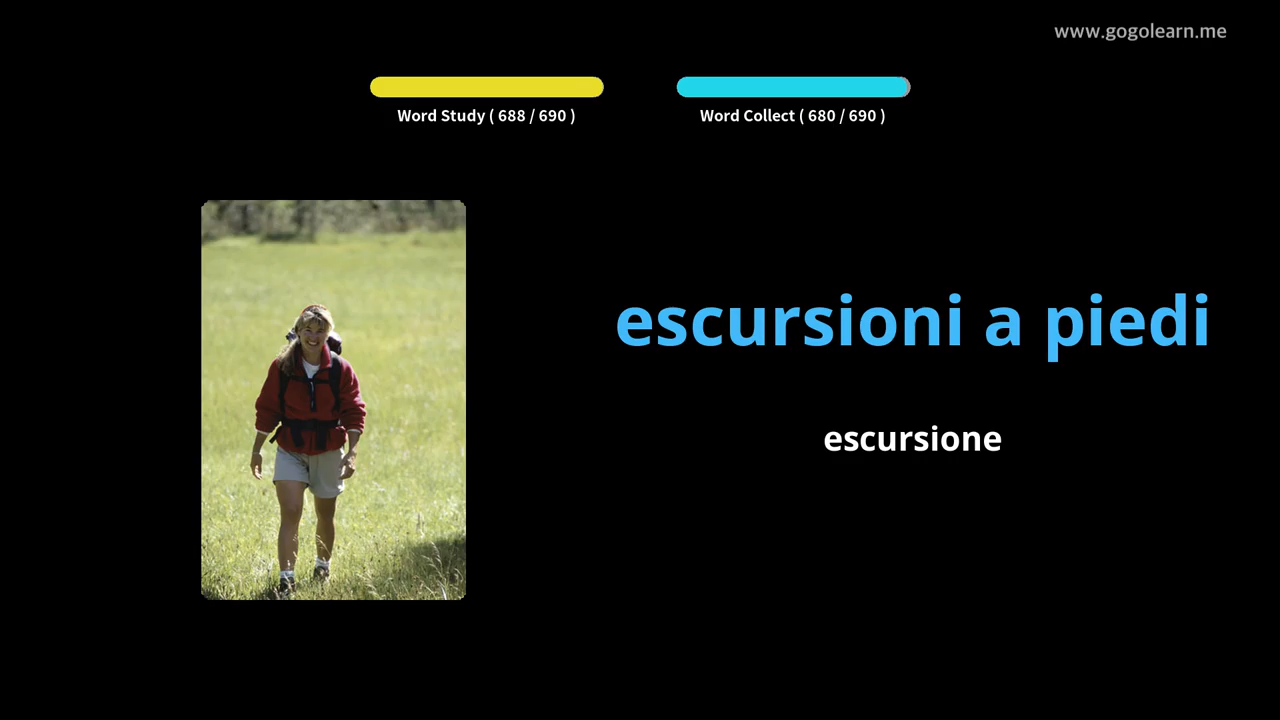 www.gogolearn.me
Word Study ( 688 / 690 )
Word Collect ( 680 / 690 )
escursioni a piedi
escursione